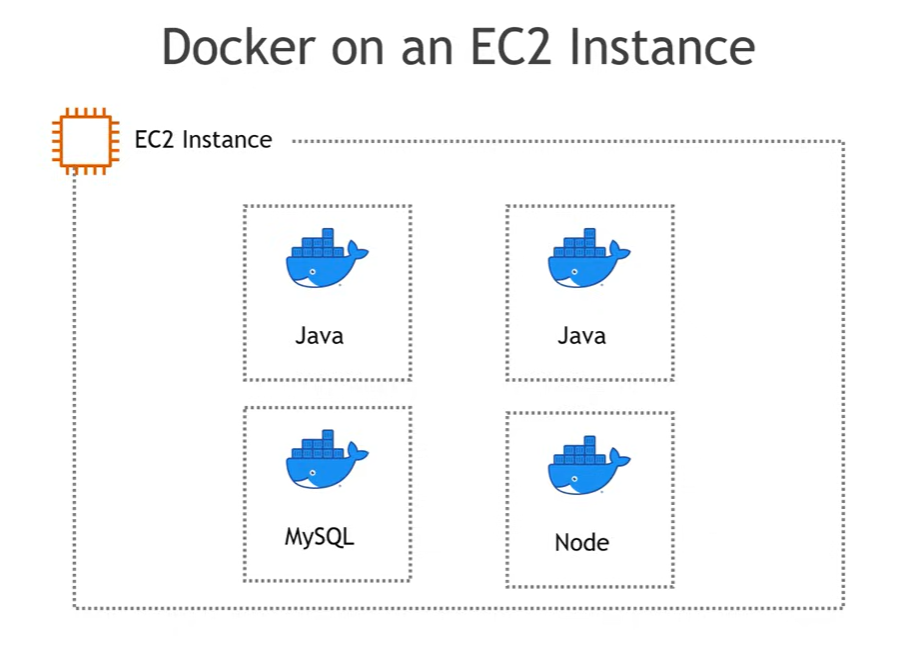 Docker on an EC2 Instance
EC2 Instance
Java
Java
MySQL
Node